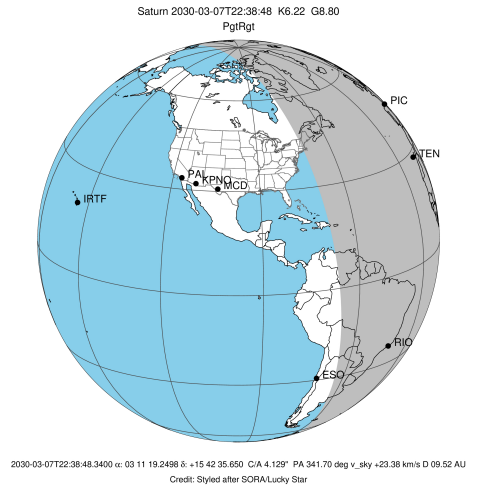 Saturn 2030-03-07T22:38:48 K6.22 G8.80
PgtRgt
PIC
TEN
PAL
KPNO
MCD
IRTF
RIO
ESO
2030-03-07T22:38:48.3400 α: 03 11 19.2498 δ: +15 42 35.650 C/A 4.129" PA 341.70 deg v_sky +23.38 km/s D 09.52 AU
Credit: Styled after SORA/Lucky Star